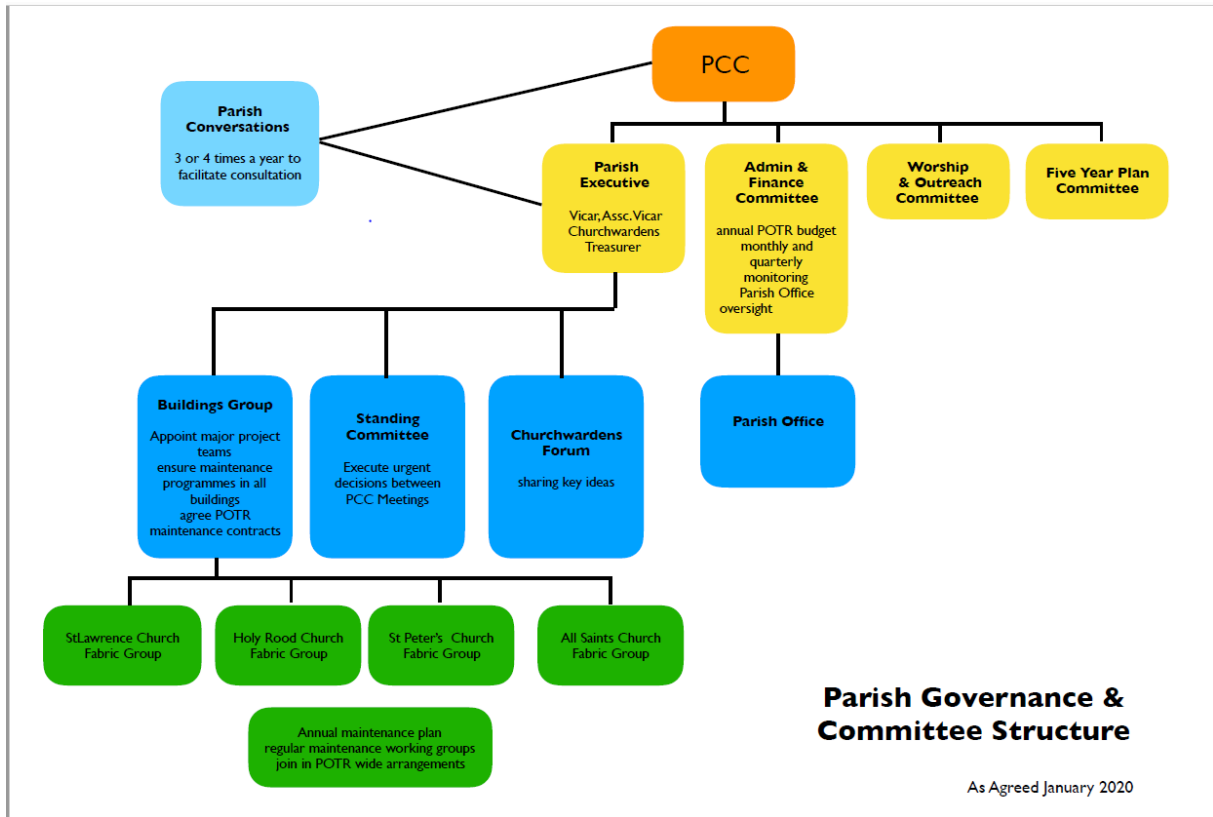 PCC
Parish
Conversations
3 or 4 times a year to
facilitate consultation
Parish
Executive
Vicar, Assc. Vicar
Churchwardens
Treasurer
Admin &
Finance
Committee
annual POTR budget
monthly and
quarterly
monitoring
Parish Office
oversight
Worship
& Outreach
Committee
Five Year Plan
Committee
Buildings Group
Appoint major project
teams
ensure maintenance
programmes in all
buildings
agree POTR
maintenance contracts
Standing
Committee
Execute urgent
decisions between
PCC Meetings
Churchwardens
Forum
sharing key ideas
Parish Office
StLawrence Church
Fabric Group
Holy Rood Church
Fabric Group
St Peter's Church
Fabric Group
All Saints Church
Fabric Group
Annual maintenance plan
regular maintenance working groups
join in POTR wide arrangements
Parish Governance &
Committee Structure
As Agreed January 2020